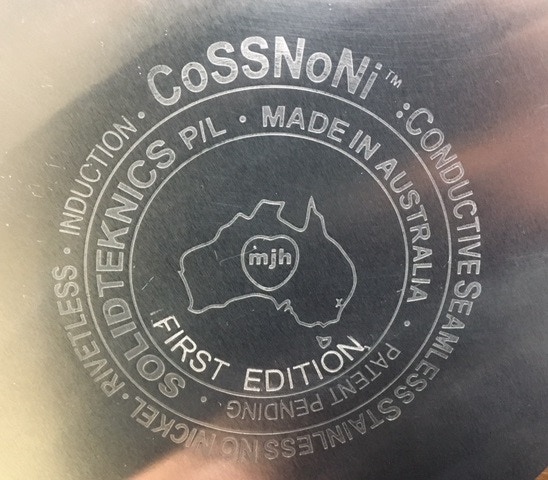 CoSSNoNi™ :CONDUCTIVE SEAMLESS STAINLESS NO NICKEL · RIVETLESS · INDUCTION ·
SOLIDTEKNICS P/L · MADE IN AUSTRALIA · PATENT PENDING ·
mjh
FIRST EDITION